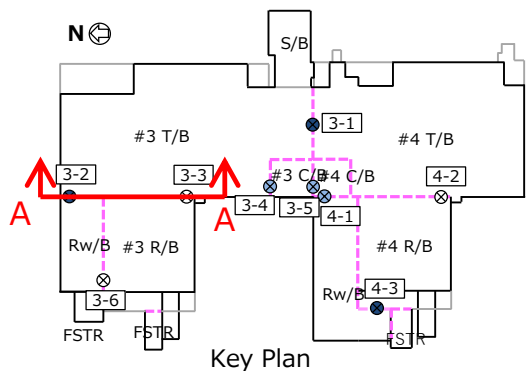 S/B
N
3-1
#3 T/B
#4 T/B
3-2
3-3
#3 C/B
#4 C/B
4-2
A
A
3-4
3-5
4-1
Rw/B
#3 R/B
#4 R/B
3-6
Rw/B
4-3
FSTR
FSTR
FSTR
Key Plan